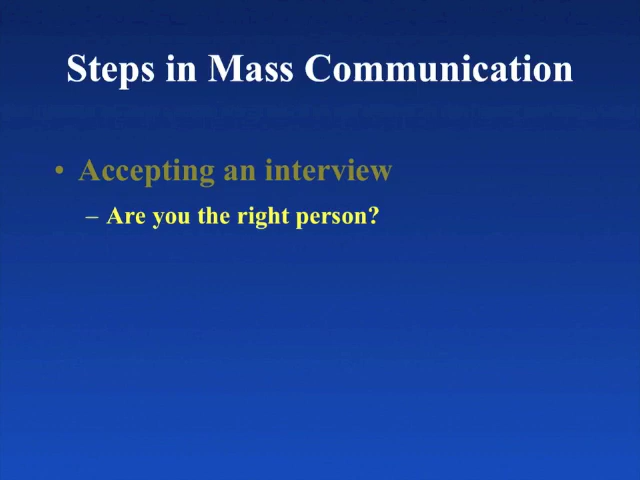 Steps in Mass Communication
• Accepting an interview
– Are you the right person?